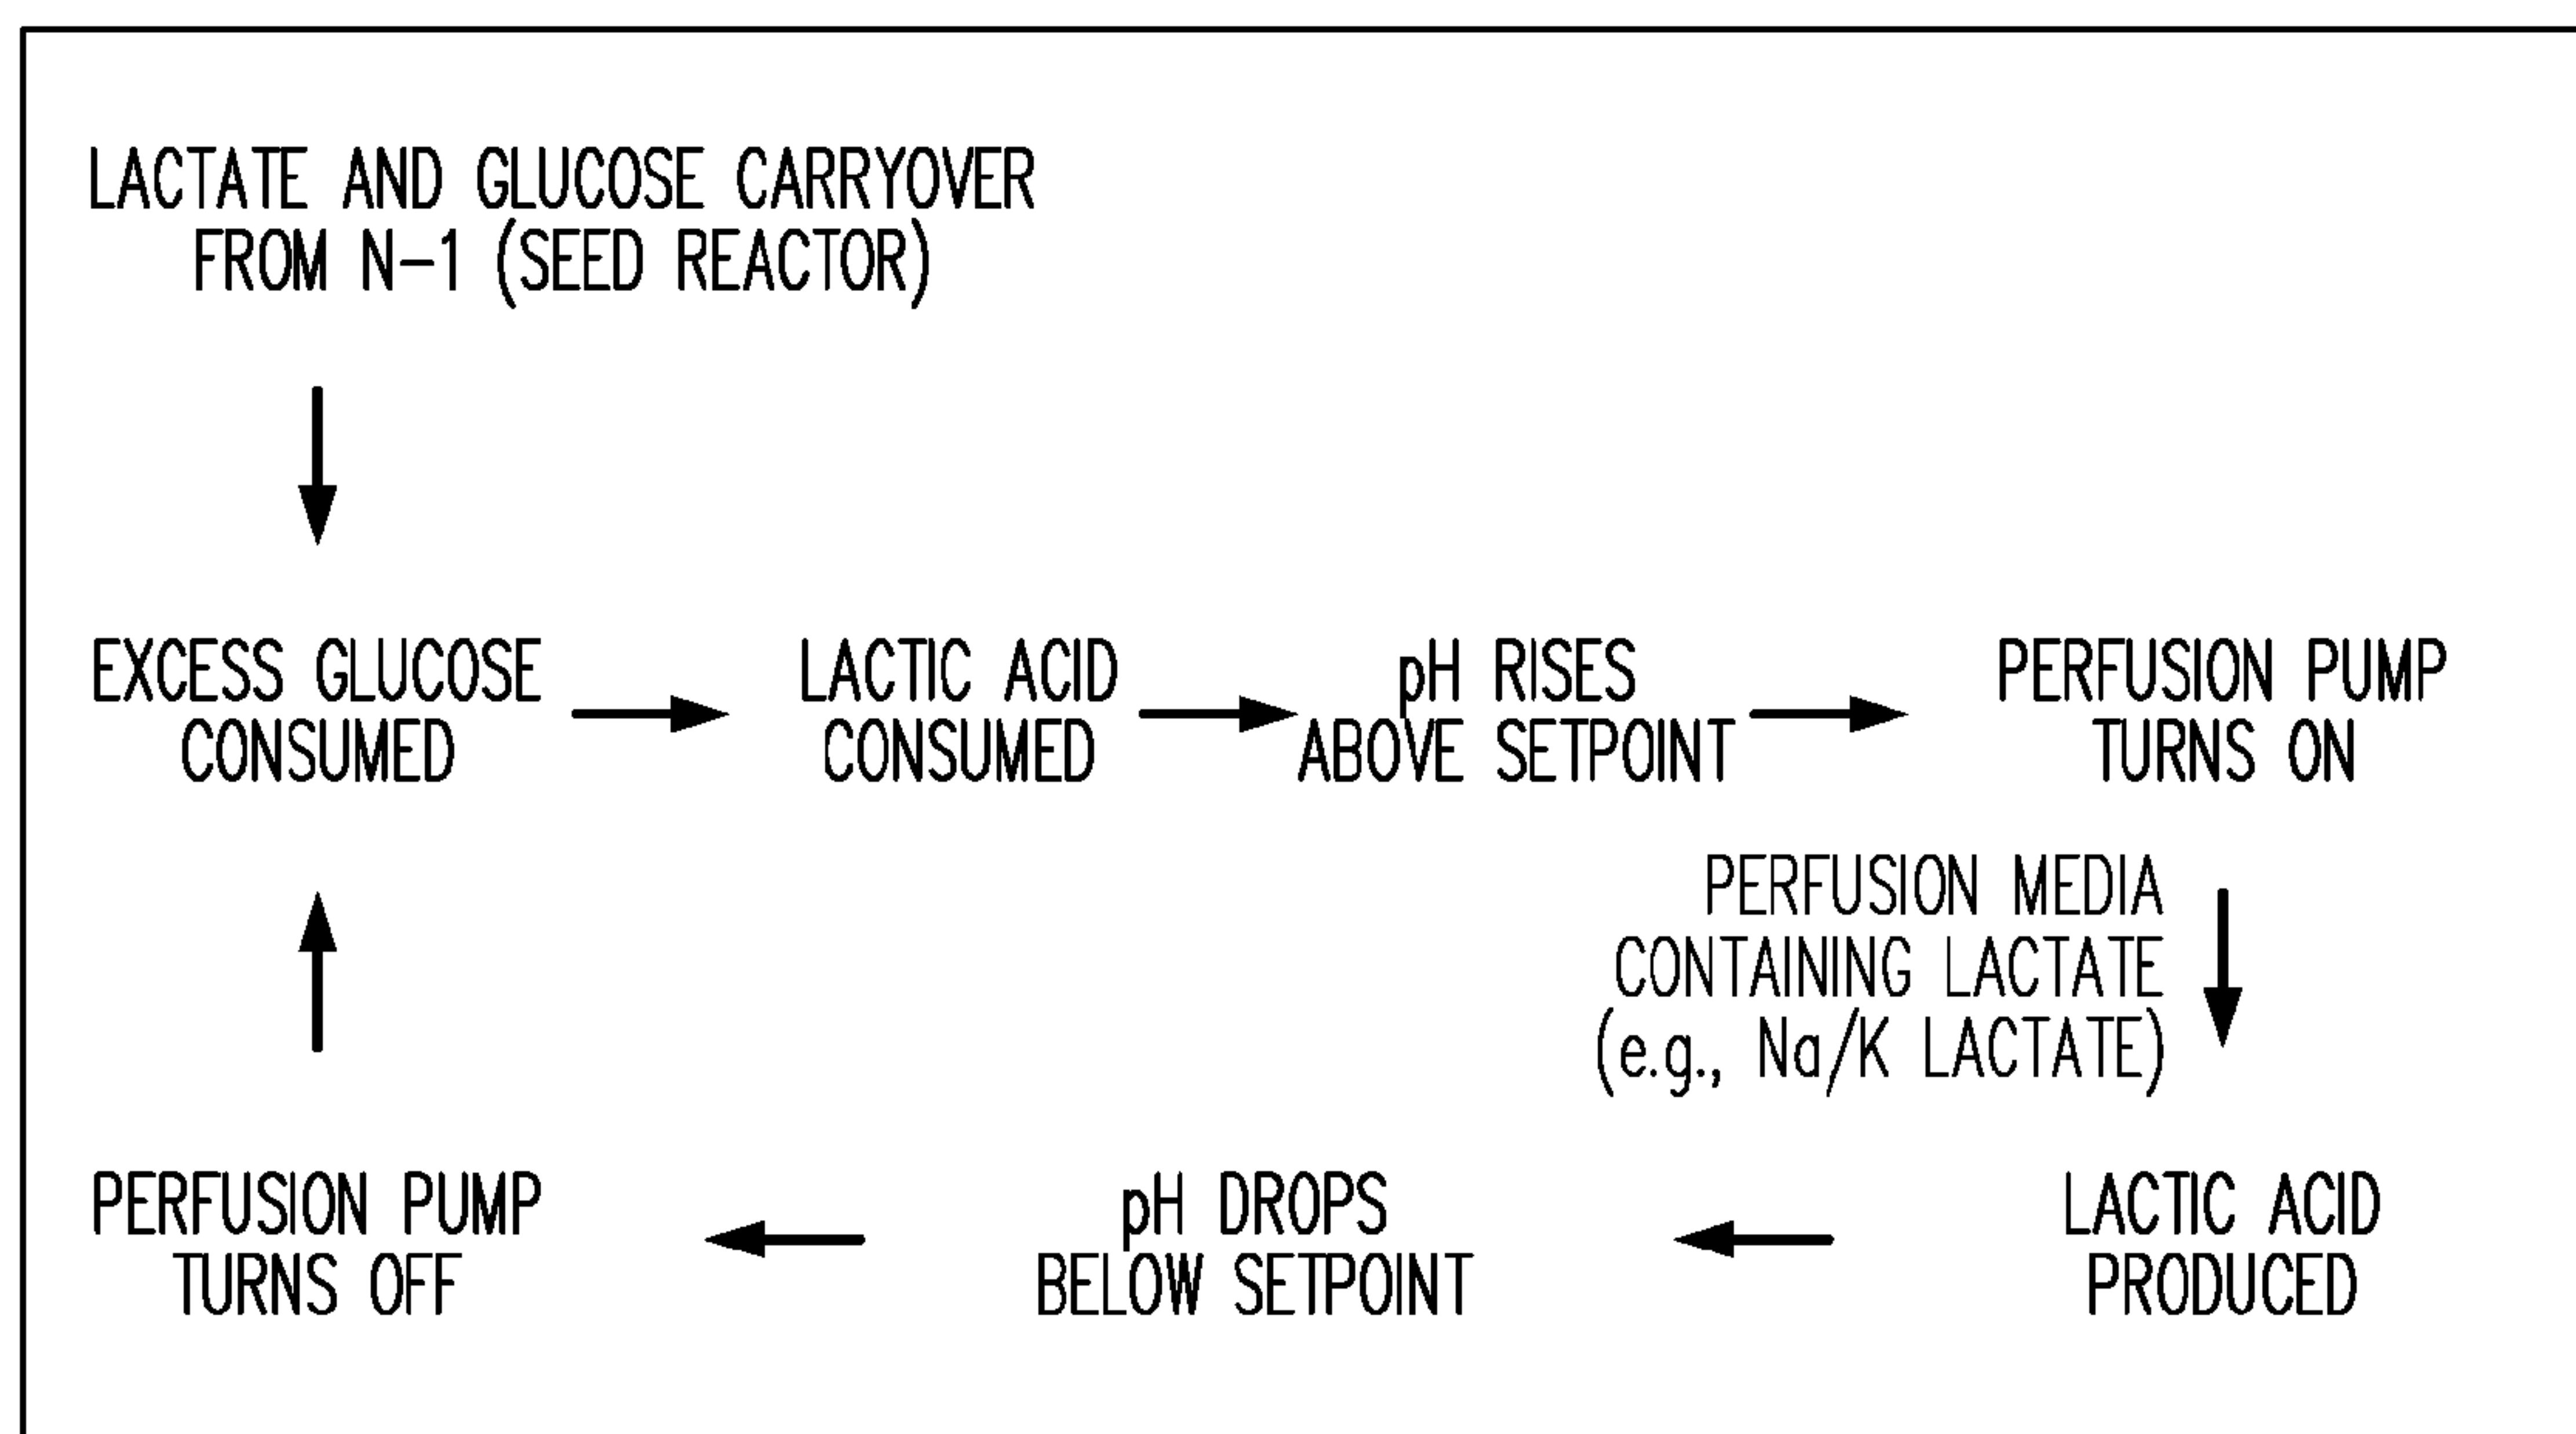 LACTATE AND GLUCOSE CARRYOVER
FROM N-1 (SEED REACTOR)
EXCESS GLUCOSE
CONSUMED
LACTIC ACID
CONSUMED
pH RISES
ABOVE SETPOINT
PERFUSION PUMP
TURNS ON
PERFUSION MEDIA
CONTAINING LACTATE
(e.g., Na/K LACTATE)
LACTIC ACID
PRODUCED
pH DROPS
BELOW SETPOINT
PERFUSION PUMP
TURNS OFF